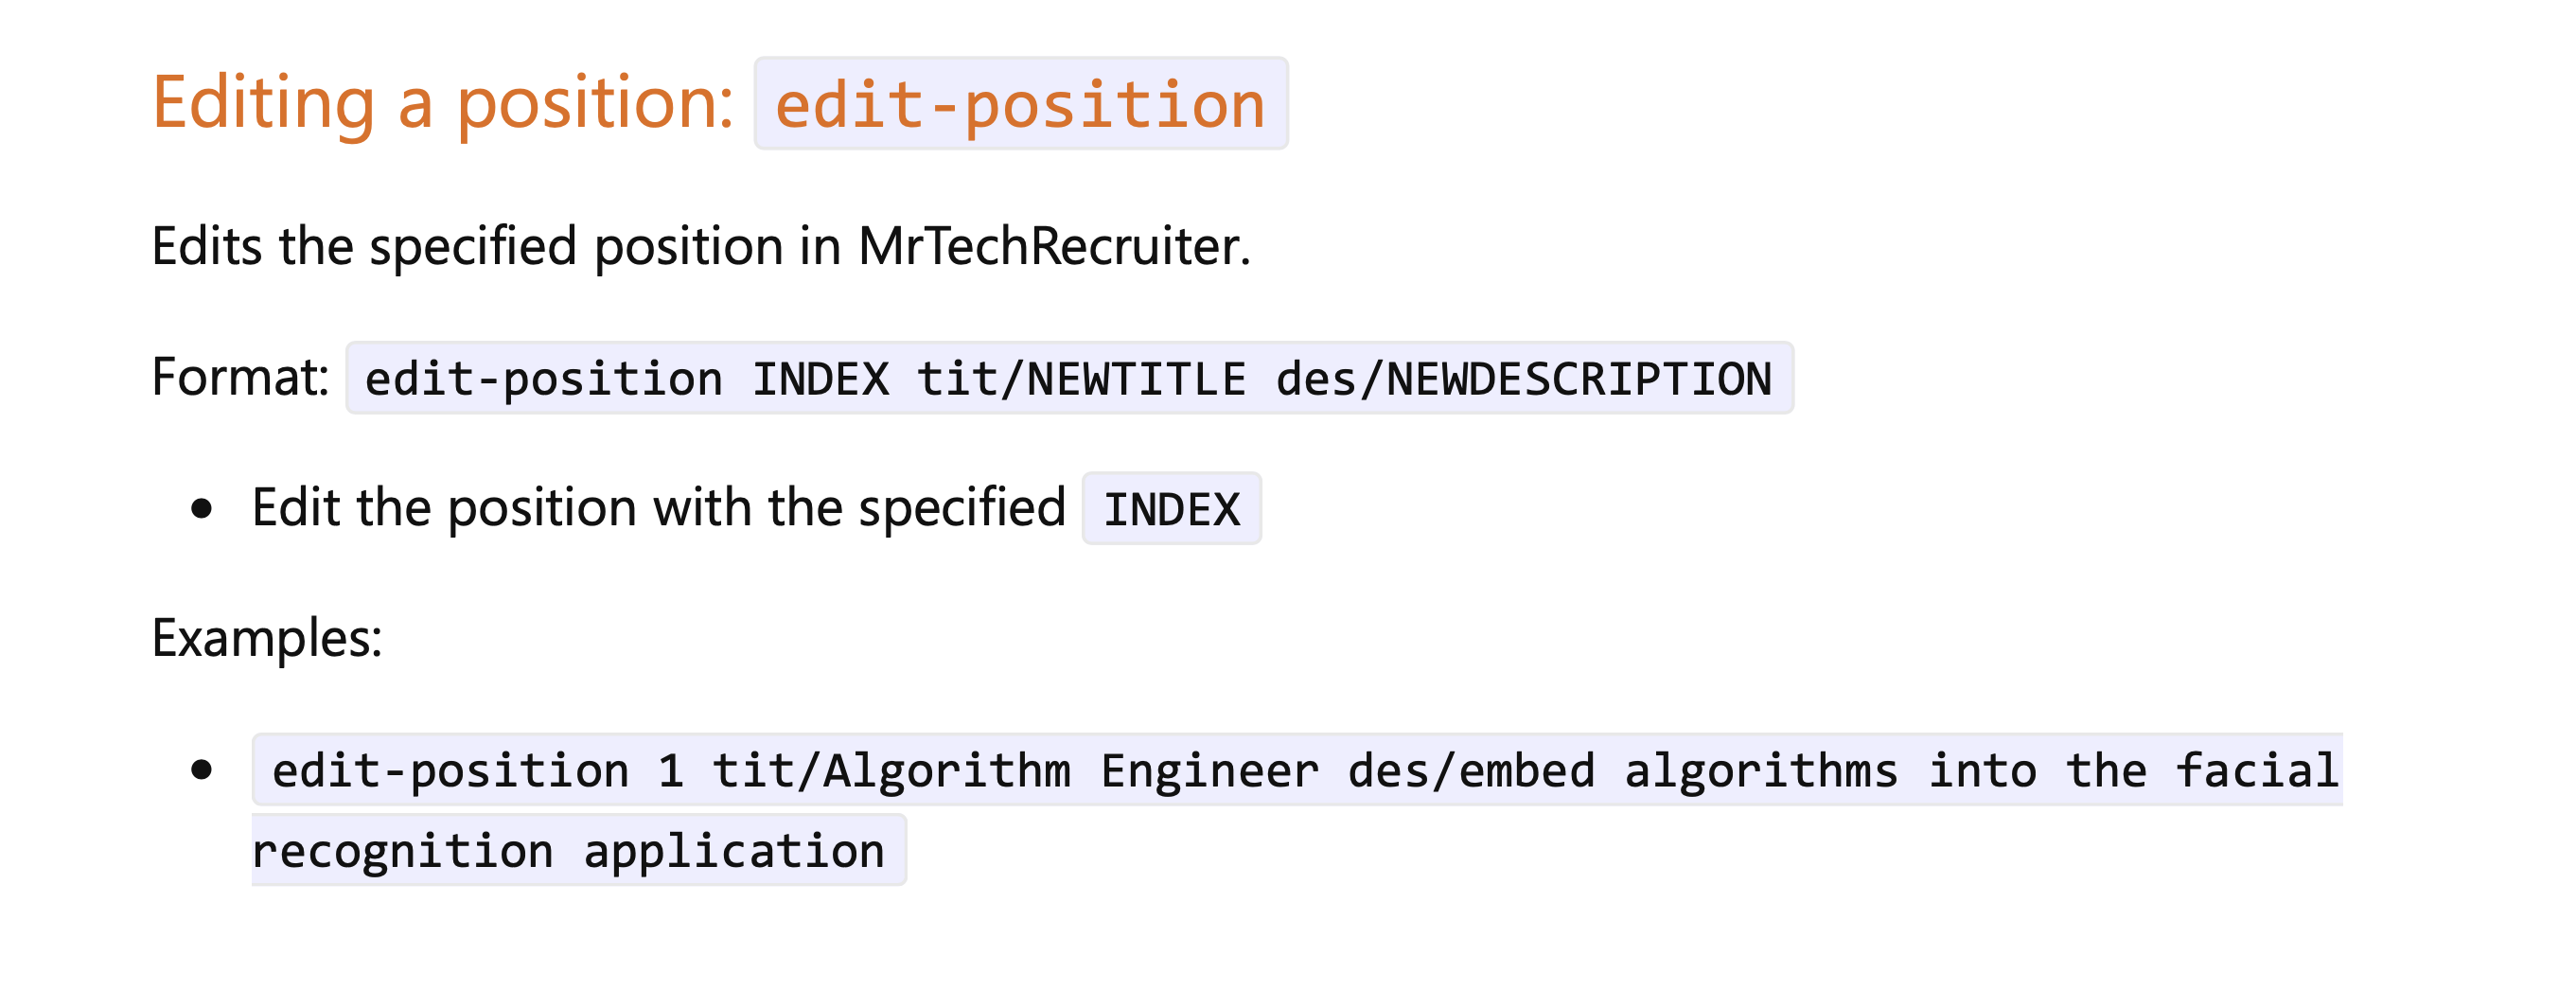 Editing a position: edit-position
Edits the specified position in MrTechRecruiter.
Format: edit-position INDEX tit/NEWTITLE des/NEWDESCRIPTION
• Edit the position with the specified INDEX
Examples:
• edit-position 1 tit/Algorithm Engineer des/embed algorithms into the facial
recognition application